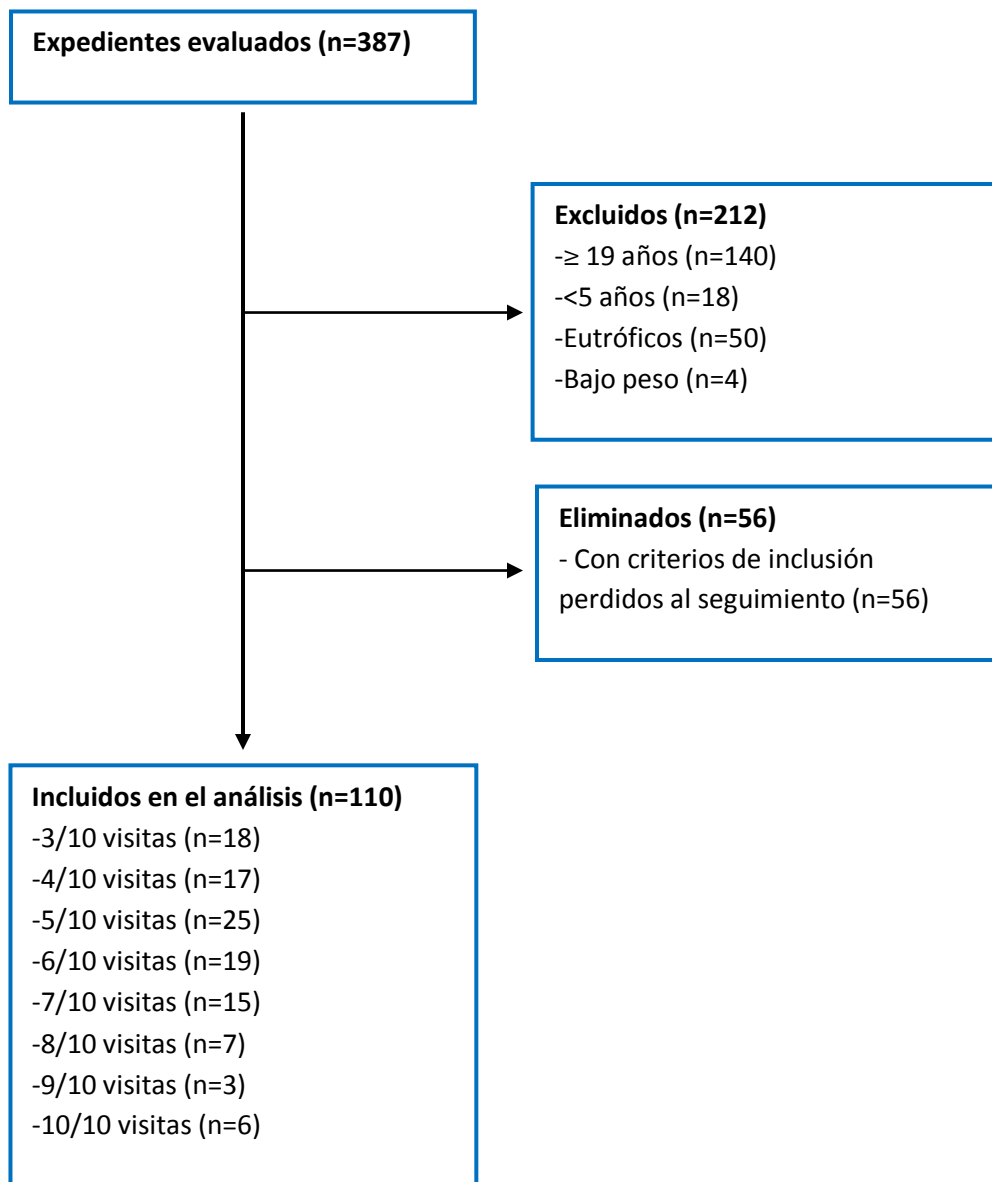 Expedientes evaluados (n=387)
Excluidos (n=212)
-≥ 19 años (n=140)
-<5 años (n=18)
-Eutróficos (n=50)
-Bajo peso (n=4)
Eliminados (n=56)
- Con criterios de inclusión
perdidos al seguimiento (n=56)
Incluidos en el análisis (n=110)
-3/10 visitas (n=18)
-4/10 visitas (n=17)
-5/10 visitas (n=25)
-6/10 visitas (n=19)
-7/10 visitas (n=15)
-8/10 visitas (n=7)
-9/10 visitas (n=3)
-10/10 visitas (n=6)